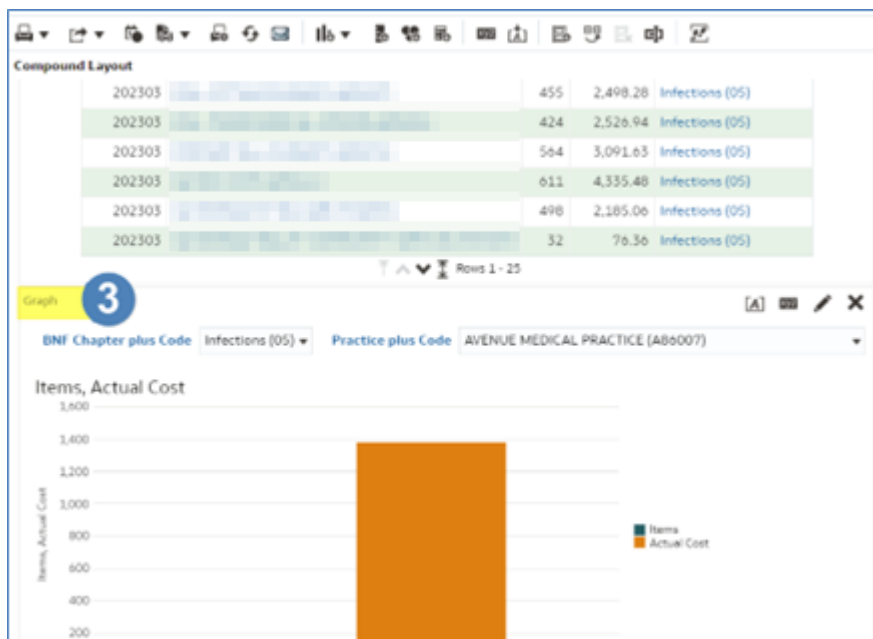 Compound Layout
202303 455 2,498.28 Infections (05)
202303 424 2,526.94 Infections (05)
202303 564 3,091.63 Infections (05)
202303 611 4,335.48 Infections (05)
202303 498 2,185.06 Infections (05)
202303 32 76.36 Infections (05)
Rows 1 - 25
Graph 3
BNF Chapter plus Code Infections (05) Practice plus Code AVENUE MEDICAL PRACTICE (A86007)
Items, Actual Cost
1,600
1,400
1,200
1,000
800
600
400
200
Items, Actual Cost
Items
Actual Cost